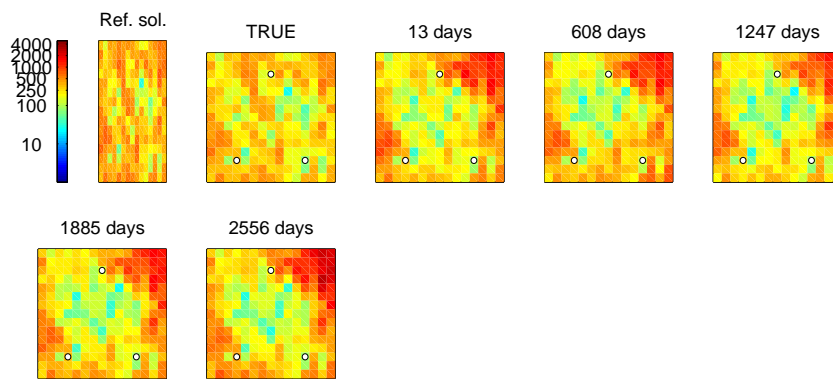 Ref. sol.
TRUE
13 days
608 days
1247 days
4000
2000
1000
500
250
100
10
1885 days
2556 days